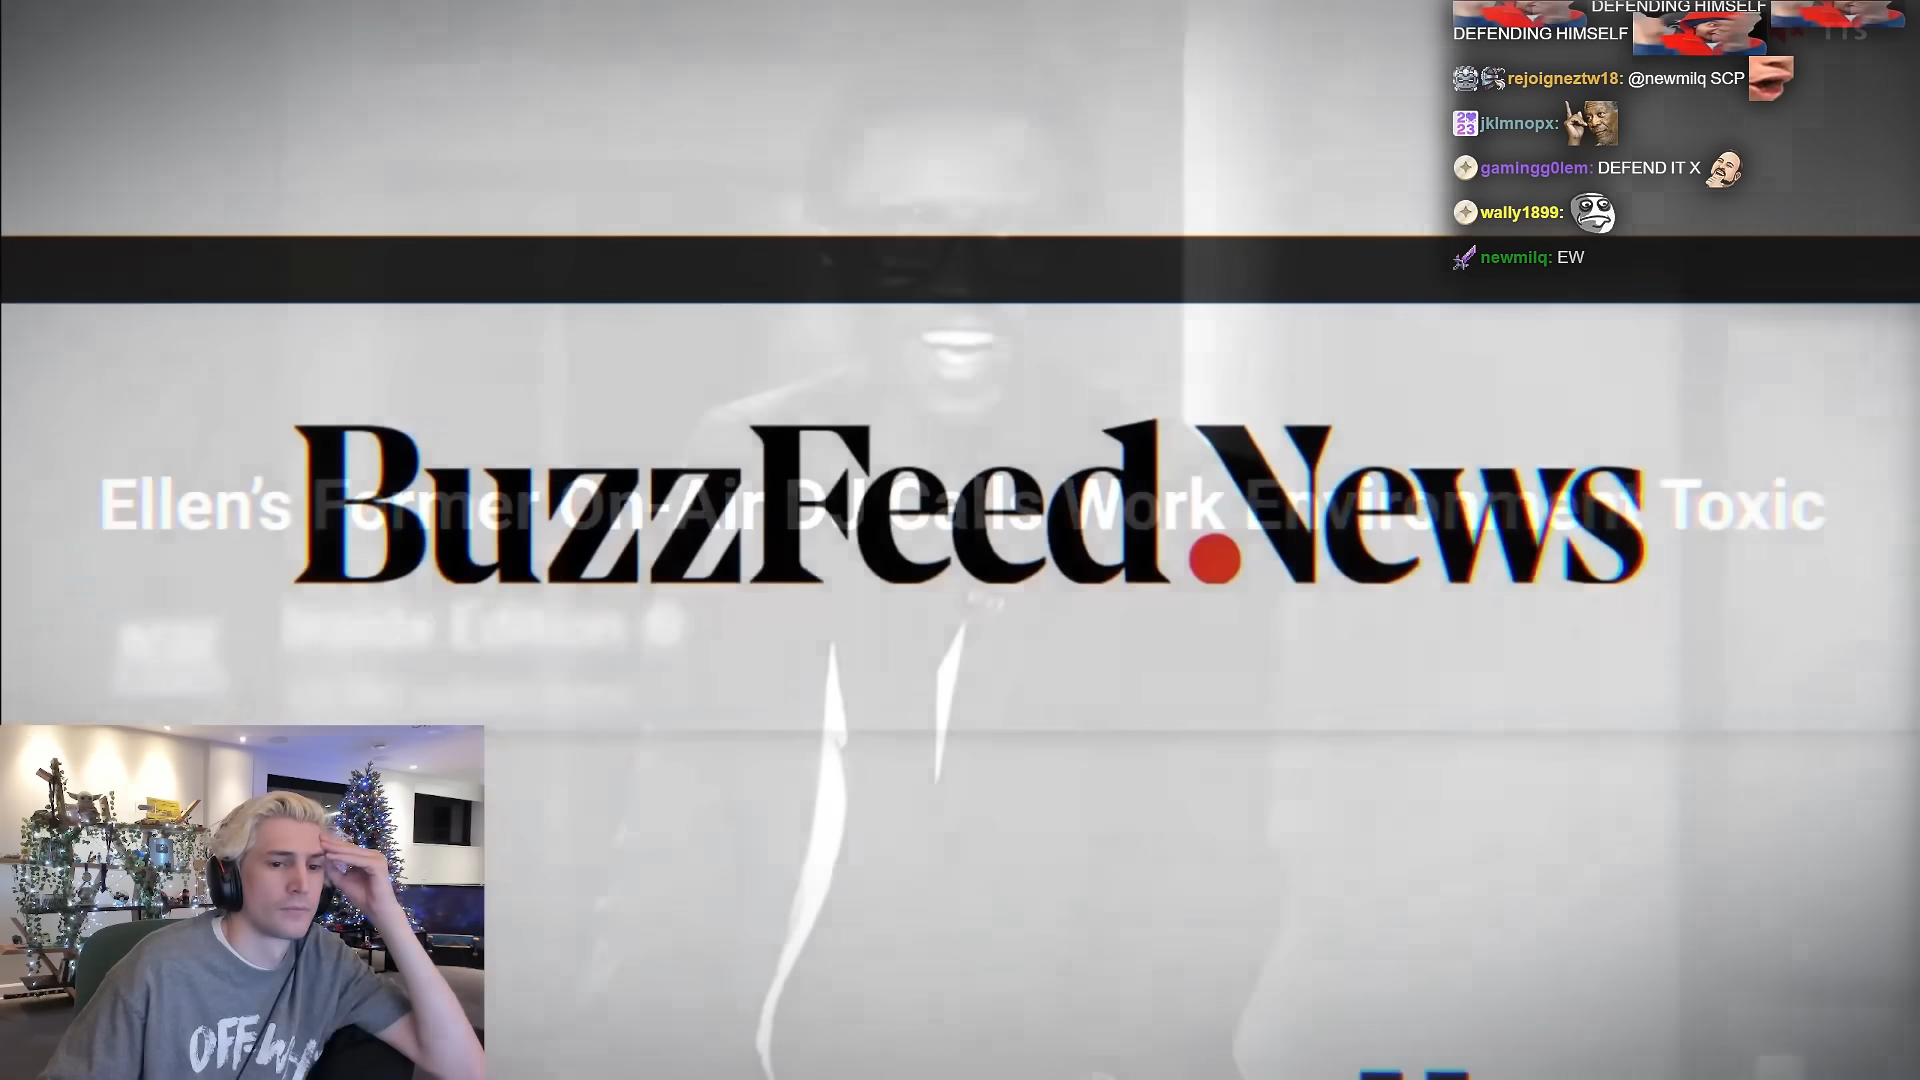 DEFENDING HIMSELF
DEFENDING HIMSELF
rejoigneztw18: @newmilq SCP
jklmnopx:
gamingg0lem: DEFEND IT X
wally1899:
newmilq: EW
BuzzFeed.News
Ellen's Former On-Air DJ Calls Work Environment Toxic
Inside Edition
OFF